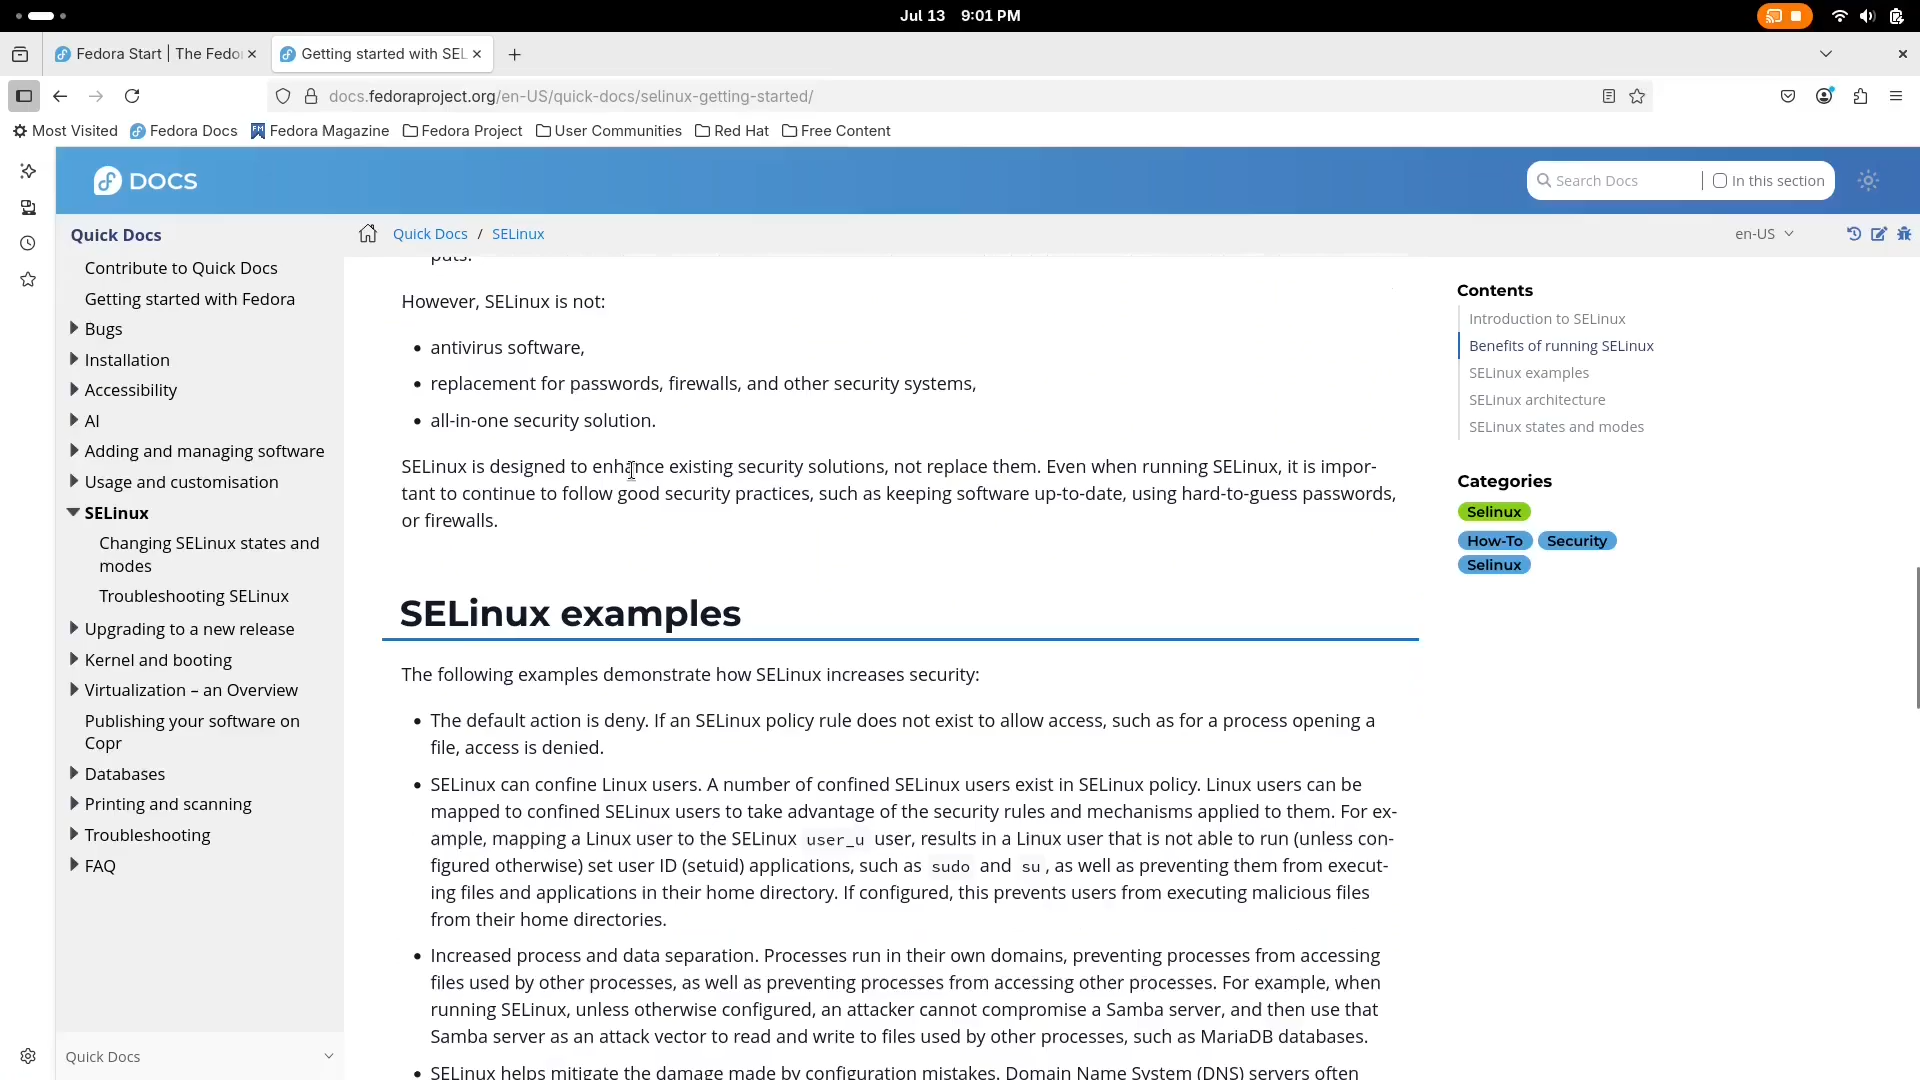 Jul 13 9:01 PM
Fedora Start | The Fedo
Getting started with SEL
docs.fedoraproject.org/en-US/quick-docs/selinux-getting-started/
Most Visited
Fedora Docs
Fedora Magazine
Fedora Project
User Communities
Red Hat
Free Content
DOCS
Search Docs
In this section
Quick Docs
Contribute to Quick Docs
Getting started with Fedora
Bugs
Installation
Accessibility
AI
Adding and managing software
Usage and customisation
SELinux
Changing SELinux states and
modes
Troubleshooting SELinux
Upgrading to a new release
Kernel and booting
Virtualization – an Overview
Publishing your software on
Copr
Databases
Printing and scanning
Troubleshooting
FAQ
Quick Docs
Quick Docs / SELinux
en-US
puts.
However, SELinux is not:
• antivirus software,
• replacement for passwords, firewalls, and other security systems,
• all-in-one security solution.
SELinux is designed to enhance existing security solutions, not replace them. Even when running SELinux, it is impor-
tant to continue to follow good security practices, such as keeping software up-to-date, using hard-to-guess passwords,
or firewalls.
SELinux examples
The following examples demonstrate how SELinux increases security:
• The default action is deny. If an SELinux policy rule does not exist to allow access, such as for a process opening a
file, access is denied.
• SELinux can confine Linux users. A number of confined SELinux users exist in SELinux policy. Linux users can be
mapped to confined SELinux users to take advantage of the security rules and mechanisms applied to them. For ex-
ample, mapping a Linux user to the SELinux user_u user, results in a Linux user that is not able to run (unless con-
figured otherwise) set user ID (setuid) applications, such as sudo and su, as well as preventing them from execut-
ing files and applications in their home directory. If configured, this prevents users from executing malicious files
from their home directories.
• Increased process and data separation. Processes run in their own domains, preventing processes from accessing
files used by other processes, as well as preventing processes from accessing other processes. For example, when
running SELinux, unless otherwise configured, an attacker cannot compromise a Samba server, and then use that
Samba server as an attack vector to read and write to files used by other processes, such as MariaDB databases.
• SELinux helps mitigate the damage made by configuration mistakes. Domain Name System (DNS) servers often
Contents
Introduction to SELinux
Benefits of running SELinux
SELinux examples
SELinux architecture
SELinux states and modes
Categories
Selinux
How-To Security
Selinux